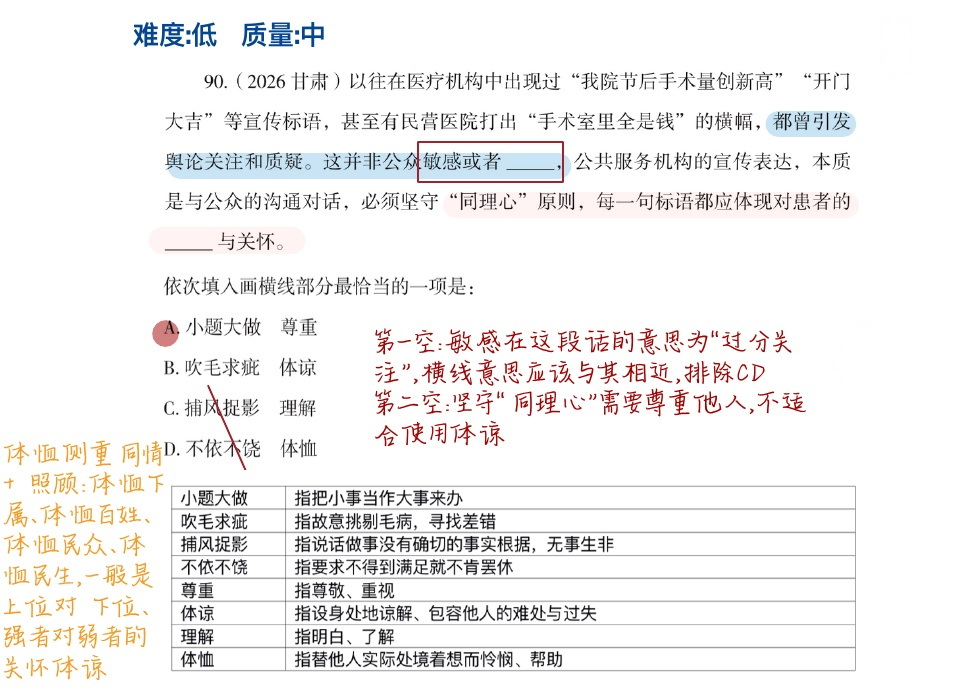 难度:低 质量:中
90.（2026 甘肃）以往在医疗机构中出现过“我院节后手术量创新高”“开门
大吉”等宣传标语，甚至有民营医院打出“手术室里全是钱”的横幅，都曾引发
舆论关注和质疑。这并非公众敏感或者 _____，公共服务机构的宣传表达，本质
是与公众的沟通对话，必须坚守“同理心”原则，每一句标语都应体现对患者的
_____ 与关怀。
依次填入画横线部分最恰当的一项是：
A. 小题大做 尊重
B. 吹毛求疵 体谅
C. 捕风捉影 理解
D. 不依不饶 体恤
第一空:敏感在这段话的意思为“过分关
注”,横线意思应该与其相近,排除CD
第二空:坚守“同理心”需要尊重他人,不适
合使用体谅
体恤侧重 同情
+ 照顾:体恤下
属、体恤百姓、
体恤民众、体
恤民生,一般是
上位对 下位、
强者对弱者的
关怀体谅
小题大做 指把小事当作大事来办
吹毛求疵 指故意挑剔毛病，寻找差错
捕风捉影 指说话做事没有确切的事实根据，无事生非
不依不饶 指要求不得到满足就不肯罢休
尊重 指尊敬、重视
体谅 指设身处地谅解、包容他人的难处与过失
理解 指明白、了解
体恤 指替他人实际处境着想而怜悯、帮助